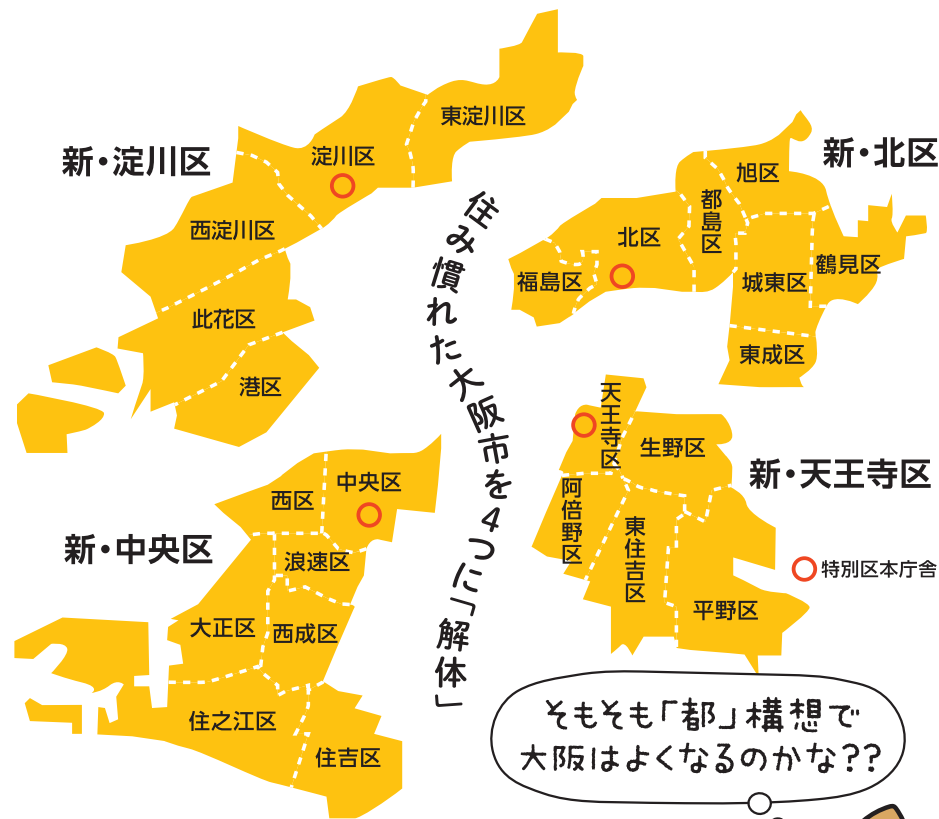 新・淀川区
東淀川区
淀川区
西淀川区
此花区
港区
新・北区
旭区
都島区
北区
福島区
鶴見区
城東区
東成区
住み慣れた大阪市を4つに「解体」
新・中央区
中央区
西区
浪速区
大正区
西成区
住之江区
住吉区
新・天王寺区
天王寺区
生野区
阿倍野区
東住吉区
平野区
特別区本庁舎
そもそも「都」構想で
大阪はよくなるのかな??